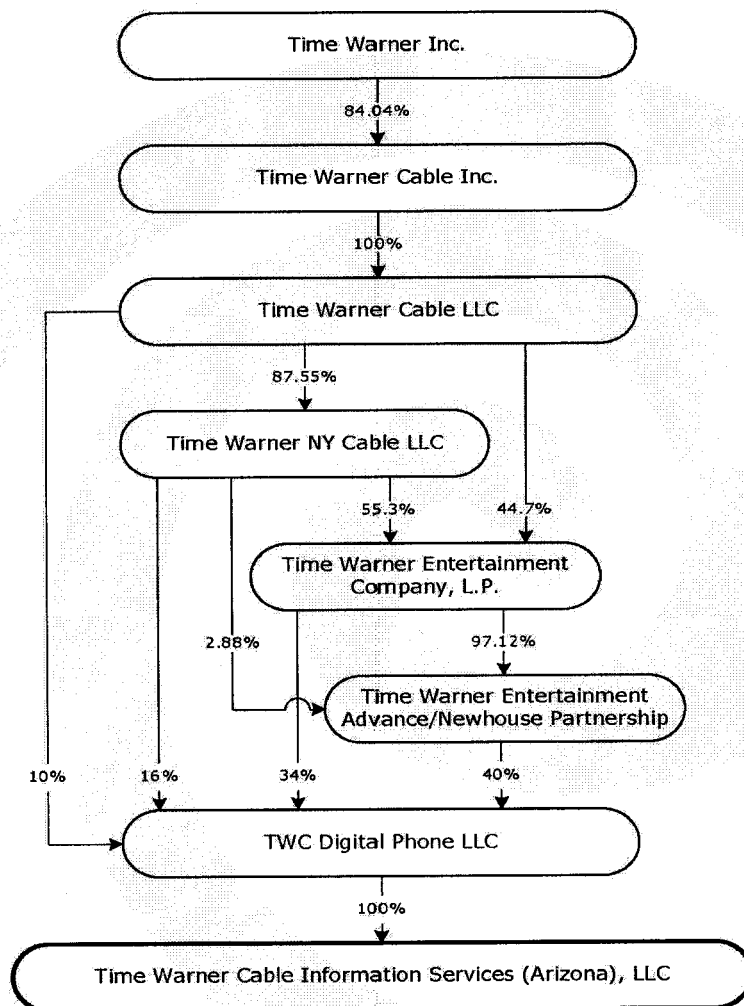 Time Warner Inc.
84.04%
Time Warner Cable Inc.
100%
Time Warner Cable LLC
87.55%
Time Warner NY Cable LLC
55.3%
44.7%
Time Warner Entertainment
Company, L.P.
2.88%
97.12%
Time Warner Entertainment
Advance/Newhouse Partnership
10%
16%
34%
40%
TWC Digital Phone LLC
100%
Time Warner Cable Information Services (Arizona), LLC